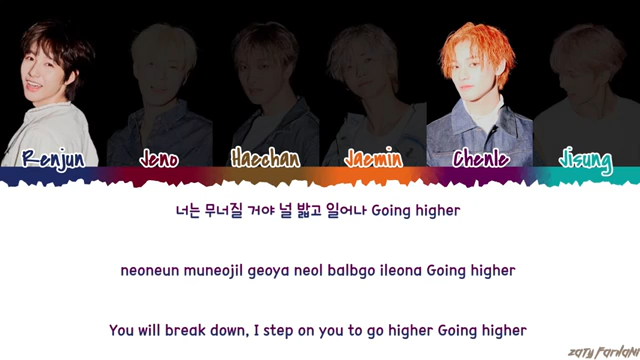 Renjun Jeno Haechan Jaemin Chenle Jisung
너는 무너질 거야 널 밟고 일어나 Going higher
neoneun muneojil geoya neol balbgo ileona Going higher
You will break down, I step on you to go higher Going higher